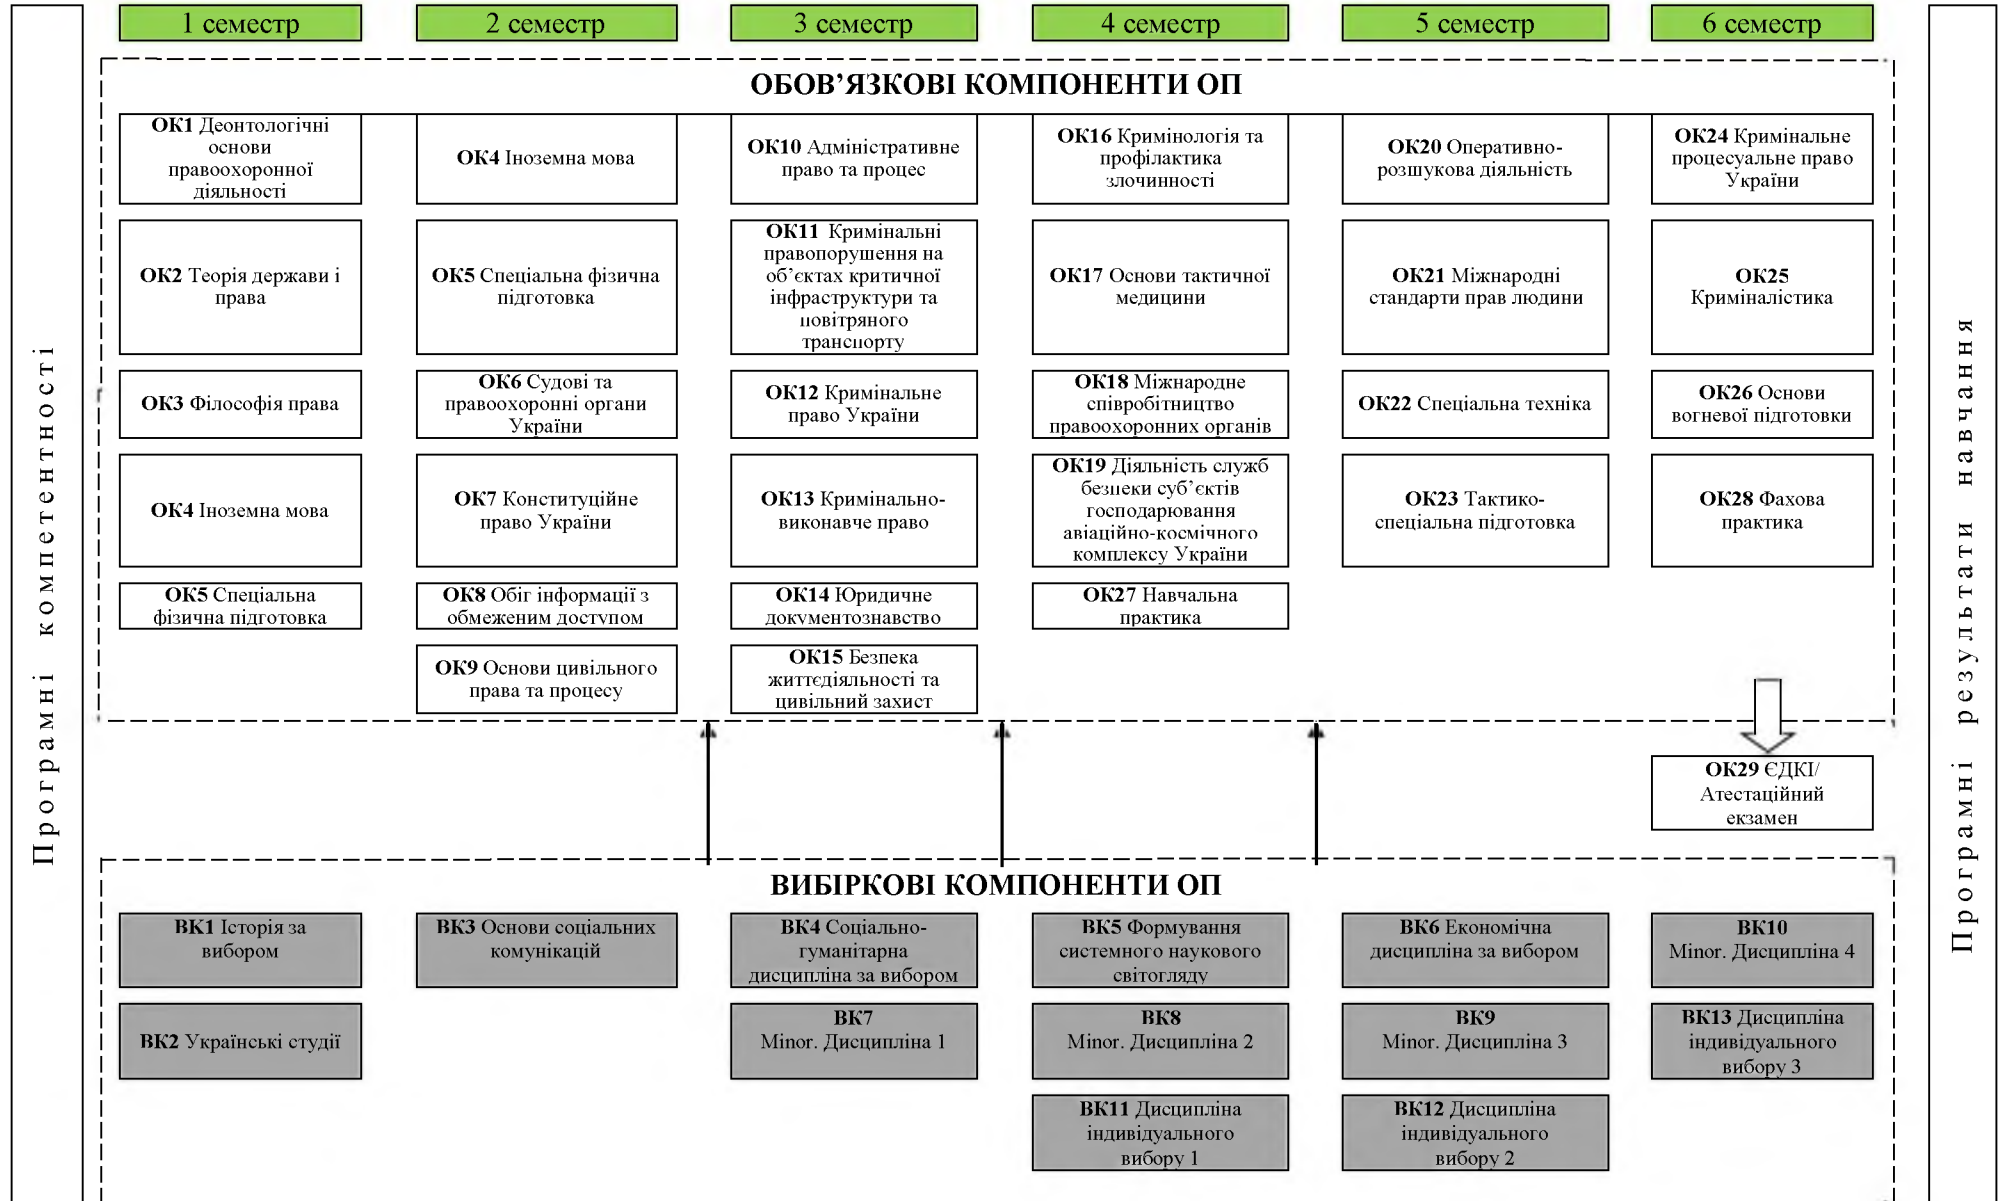 1 семестр
2 семестр
3 семестр
4 семестр
5 семестр
6 семестр
Програмні компетентності
ОБОВ’ЯЗКОВІ КОМПОНЕНТИ ОП
ОК1 Деонтологічні
основи
правоохоронної
діяльності
ОК4 Іноземна мова
ОК10 Адміністративне
право та процес
ОК16 Кримінологія та
профілактика
злочинності
ОК20 Оперативно-
розшукова діяльність
ОК24 Кримінальне
процесуальне право
України
ОК2 Теорія держави і
права
ОК5 Спеціальна фізична
підготовка
ОК11 Кримінальні
правопорушення на
об’єктах критичної
інфраструктури та
повітряного
транспорту
ОК17 Основи тактичної
медицини
ОК21 Міжнародні
стандарти прав людини
ОК25
Криміналістика
ОК3 Філософія права
ОК6 Судові та
правоохоронні органи
України
ОК12 Кримінальне
право України
ОК18 Міжнародне
співробітництво
правоохоронних органів
ОК22 Спеціальна техніка
ОК26 Основи
вогневої підготовки
ОК4 Іноземна мова
ОК7 Конституційне
право України
ОК13 Кримінально-
виконавче право
ОК19 Діяльність служб
безпеки суб’єктів
господарювання
авіаційно-космічного
комплексу України
ОК23 Тактико-
спеціальна підготовка
ОК28 Фахова
практика
ОК5 Спеціальна
фізична підготовка
ОК8 Обіг інформації з
обмеженим доступом
ОК14 Юридичне
документознавство
ОК27 Навчальна
практика
ОК9 Основи цивільного
права та процесу
ОК15 Безпека
життєдіяльності та
цивільний захист
ОК29 ЄДКІ/
Атестаційний
екзамен
ВИБІРКОВІ КОМПОНЕНТИ ОП
ВК1 Історія за
вибором
ВК3 Основи соціальних
комунікацій
ВК4 Соціально-
гуманітарна
дисципліна за вибором
ВК5 Формування
системного наукового
світогляду
ВК6 Економічна
дисципліна за вибором
ВК10
Minor. Дисципліна 4
ВК2 Українські студії
ВК7
Minor. Дисципліна 1
ВК8
Minor. Дисципліна 2
ВК9
Minor. Дисципліна 3
ВК13 Дисципліна
індивідуального
вибору 3
ВК11 Дисципліна
індивідуального
вибору 1
ВК12 Дисципліна
індивідуального
вибору 2
Програмні результати навчання